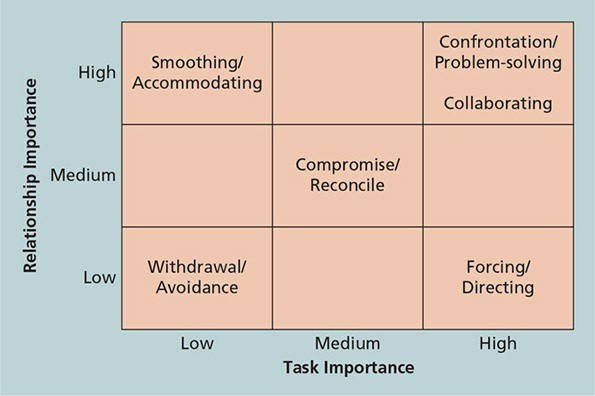 Relationship Importance
High
Smoothing/
Accommodating
Confrontation/
Problem-solving
Collaborating
Medium
Compromise/
Reconcile
Low
Withdrawal/
Avoidance
Forcing/
Directing
Low
Medium
High
Task Importance